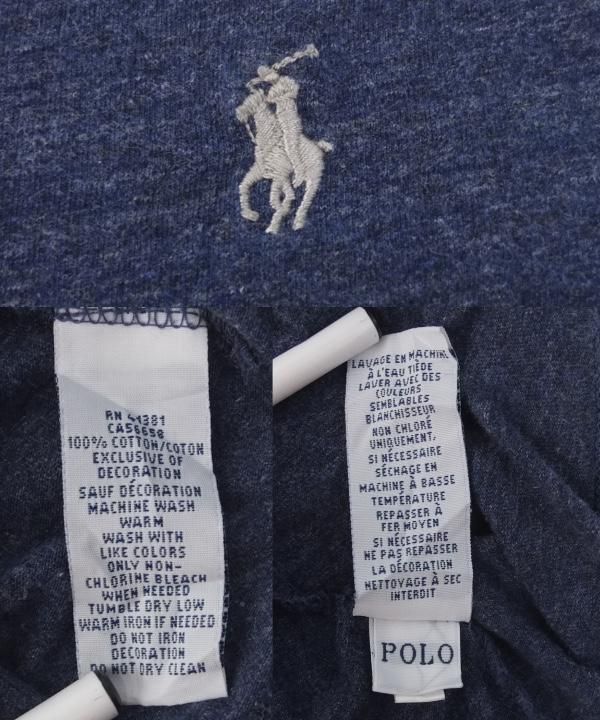 RN 41381
CA56658
100% COTTON/COTON
EXCLUSIVE OF
DECORATION
SAUF DÉCORATION
MACHINE WASH
WARM
WASH WITH
LIKE COLORS
ONLY NON-
CHLORINE BLEACH
WHEN NEEDED
TUMBLE DRY LOW
WARM IRON IF NEEDED
DO NOT IRON
DECORATION
DO NOT DRY CLEAN
LAVAGE EN MACHINE
À L'EAU TIÈDE
LAVER AVEC DES
COULEURS
SEMBLABLES
BLANCHISSEUR
NON CHLORÉ
UNIQUEMENT,
SI NÉCESSAIRE
SÉCHAGE EN
MACHINE À BASSE
TEMPÉRATURE
REPASSER À
FER MOYEN
SI NÉCESSAIRE
NE PAS REPASSER
LA DÉCORATION
NETTOYAGE À SEC
INTERDIT
POLO